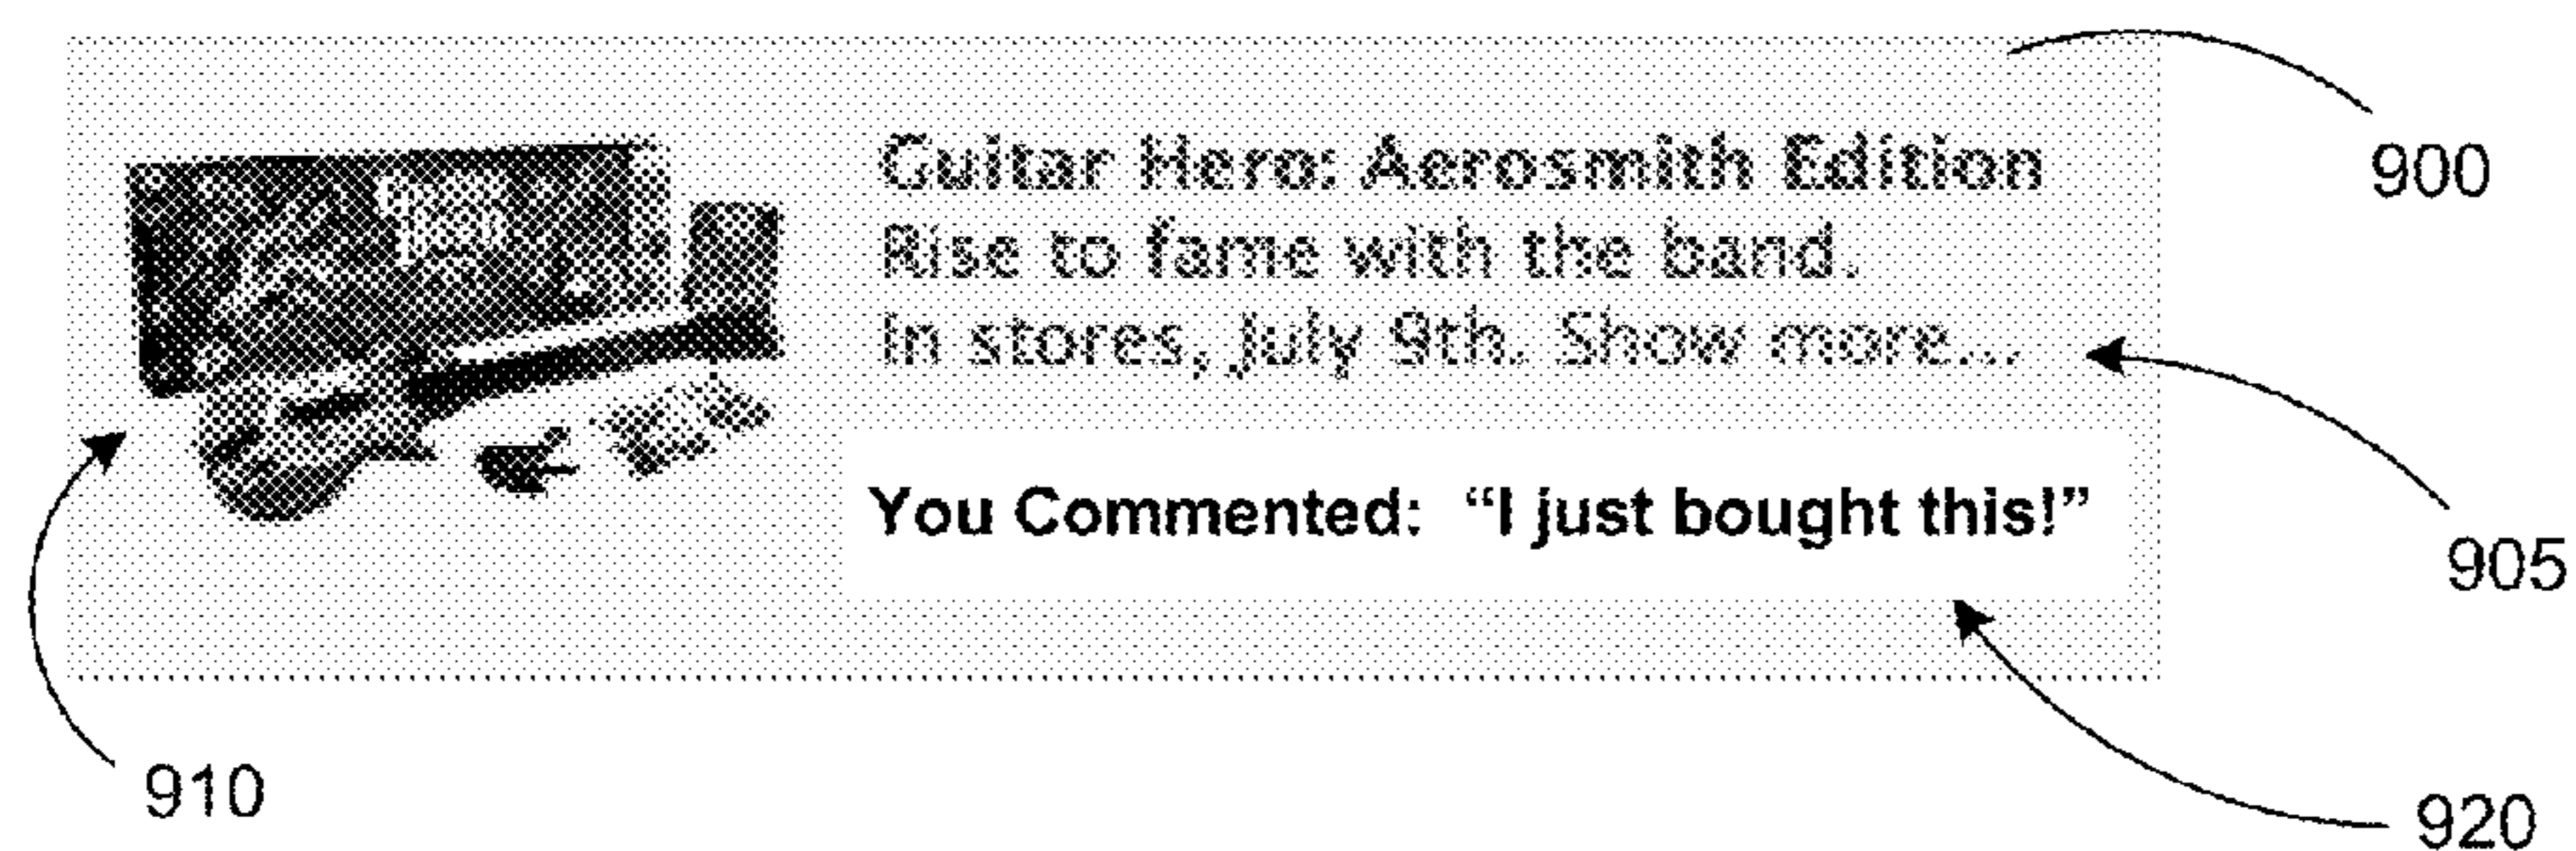 Guitar Hero: Aerosmith Edition
Rise to fame with the band.
In stores, July 9th. Show more...
You Commented: “I just bought this!”
900
905
910
920